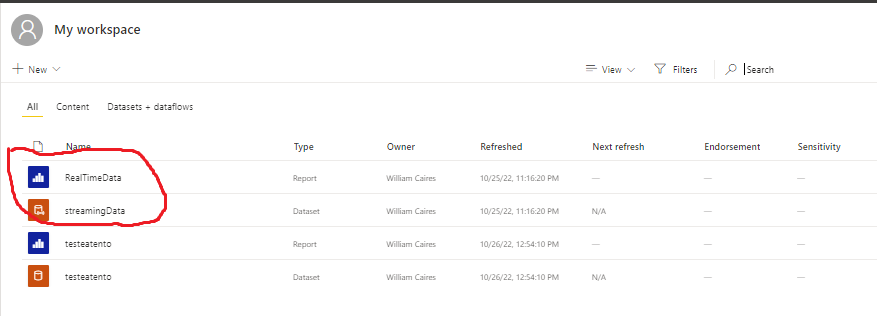 My workspace
New View Filters Search
All Content Datasets + dataflows
Name Type Owner Refreshed Next refresh Endorsement Sensitivity
RealTimeData Report William Caires 10/25/22, 11:16:20 PM — — —
streamingData Dataset William Caires 10/25/22, 11:16:20 PM N/A — —
testeatento Report William Caires 10/26/22, 12:54:10 PM — — —
testeatento Dataset William Caires 10/26/22, 12:54:10 PM N/A — —